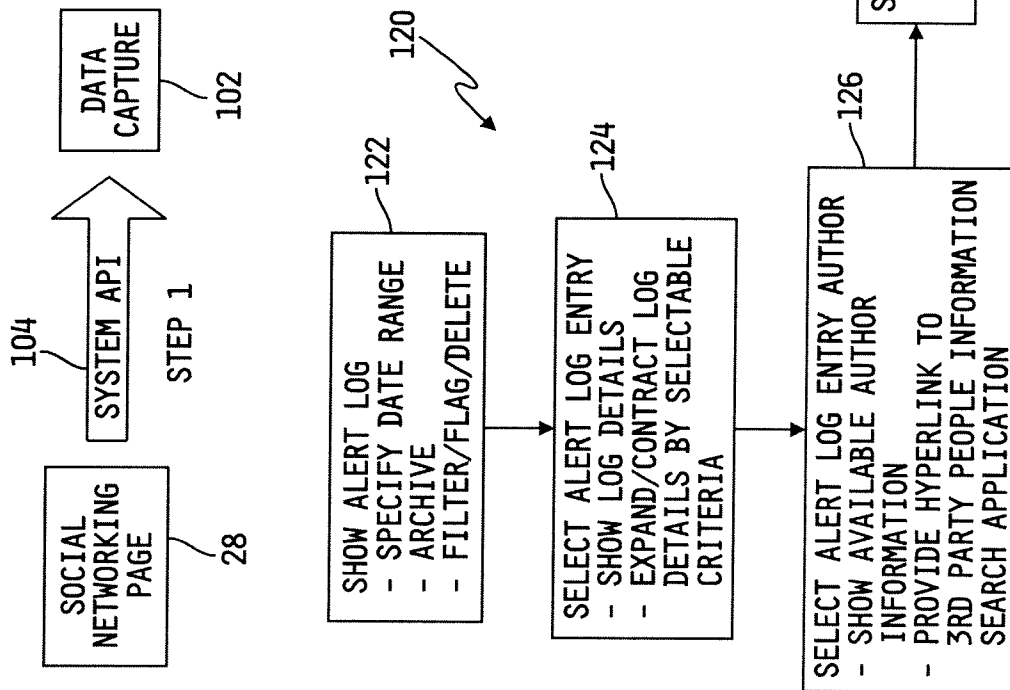 SOCIAL
NETWORKING
PAGE
28
104
SYSTEM API
STEP 1
DATA
CAPTURE
102
120
122
SHOW ALERT LOG
- SPECIFY DATE RANGE
- ARCHIVE
- FILTER/FLAG/DELETE
124
SELECT ALERT LOG ENTRY
- SHOW LOG DETAILS
- EXPAND/CONTRACT LOG
DETAILS BY SELECTABLE
CRITERIA
126
SELECT ALERT LOG ENTRY AUTHOR
- SHOW AVAILABLE AUTHOR
INFORMATION
- PROVIDE HYPERLINK TO
3RD PARTY PEOPLE INFORMATION
SEARCH APPLICATION